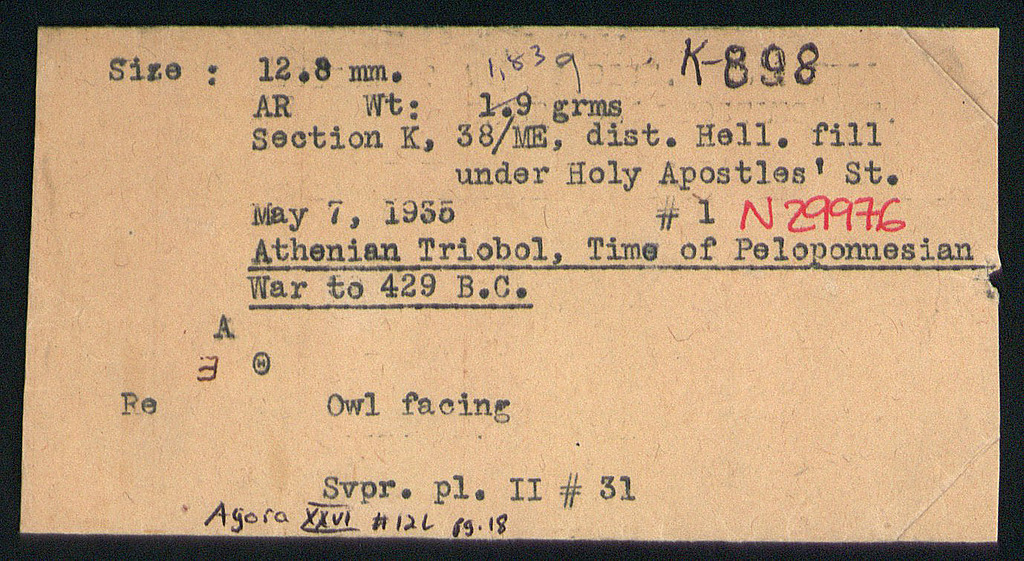 Size : 12.8 mm. 1,83 g K-898
AR Wt: 1.9 grms
Section K, 38/ME, dist. Hell. fill
under Holy Apostles' St.
May 7, 1935 # 1 N 29976
Athenian Triobol, Time of Peloponnesian
War to 429 B.C.
A
Ǝ Θ
Re Owl facing
Svpr. pl. II # 31
Agora XXVI #12c pg.18